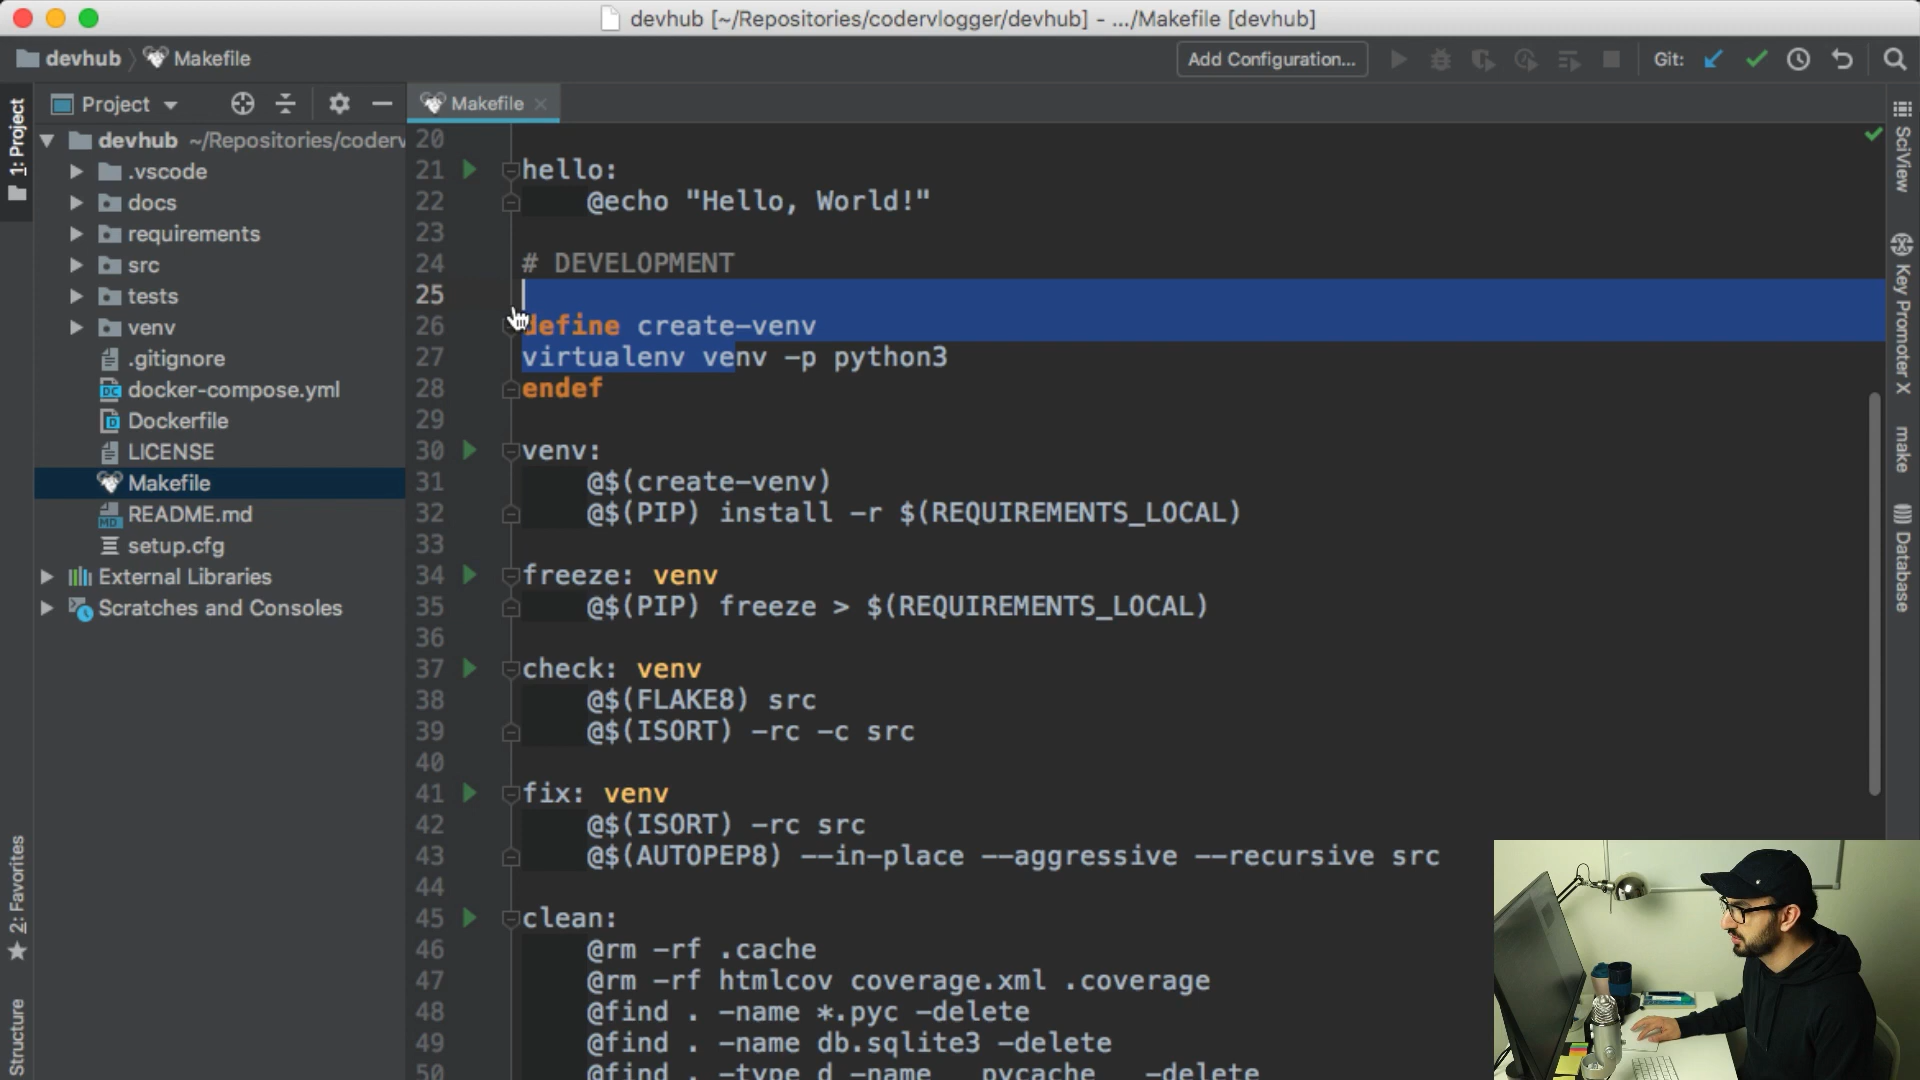 devhub [~/Repositories/codervlogger/devhub] - .../Makefile [devhub]
devhub Makefile
Add Configuration...
Git:
Project
Makefile
1: Project
devhub ~/Repositories/coderv
.vscode
docs
requirements
src
tests
venv
.gitignore
docker-compose.yml
Dockerfile
LICENSE
Makefile
README.md
setup.cfg
External Libraries
Scratches and Consoles
2: Favorites
Structure
20
21 hello:
22 @echo "Hello, World!"
23
24 # DEVELOPMENT
25
26 define create-venv
27 virtualenv venv -p python3
28 endef
29
30 venv:
31 @$(create-venv)
32 @$(PIP) install -r $(REQUIREMENTS_LOCAL)
33
34 freeze: venv
35 @$(PIP) freeze > $(REQUIREMENTS_LOCAL)
36
37 check: venv
38 @$(FLAKE8) src
39 @$(ISORT) -rc -c src
40
41 fix: venv
42 @$(ISORT) -rc src
43 @$(AUTOPEP8) --in-place --aggressive --recursive src
44
45 clean:
46 @rm -rf .cache
47 @rm -rf htmlcov coverage.xml .coverage
48 @find . -name *.pyc -delete
49 @find . -name db.sqlite3 -delete
50 @find . -type d -name __pycache__ -delete
SciView
Key Promoter X
make
Database